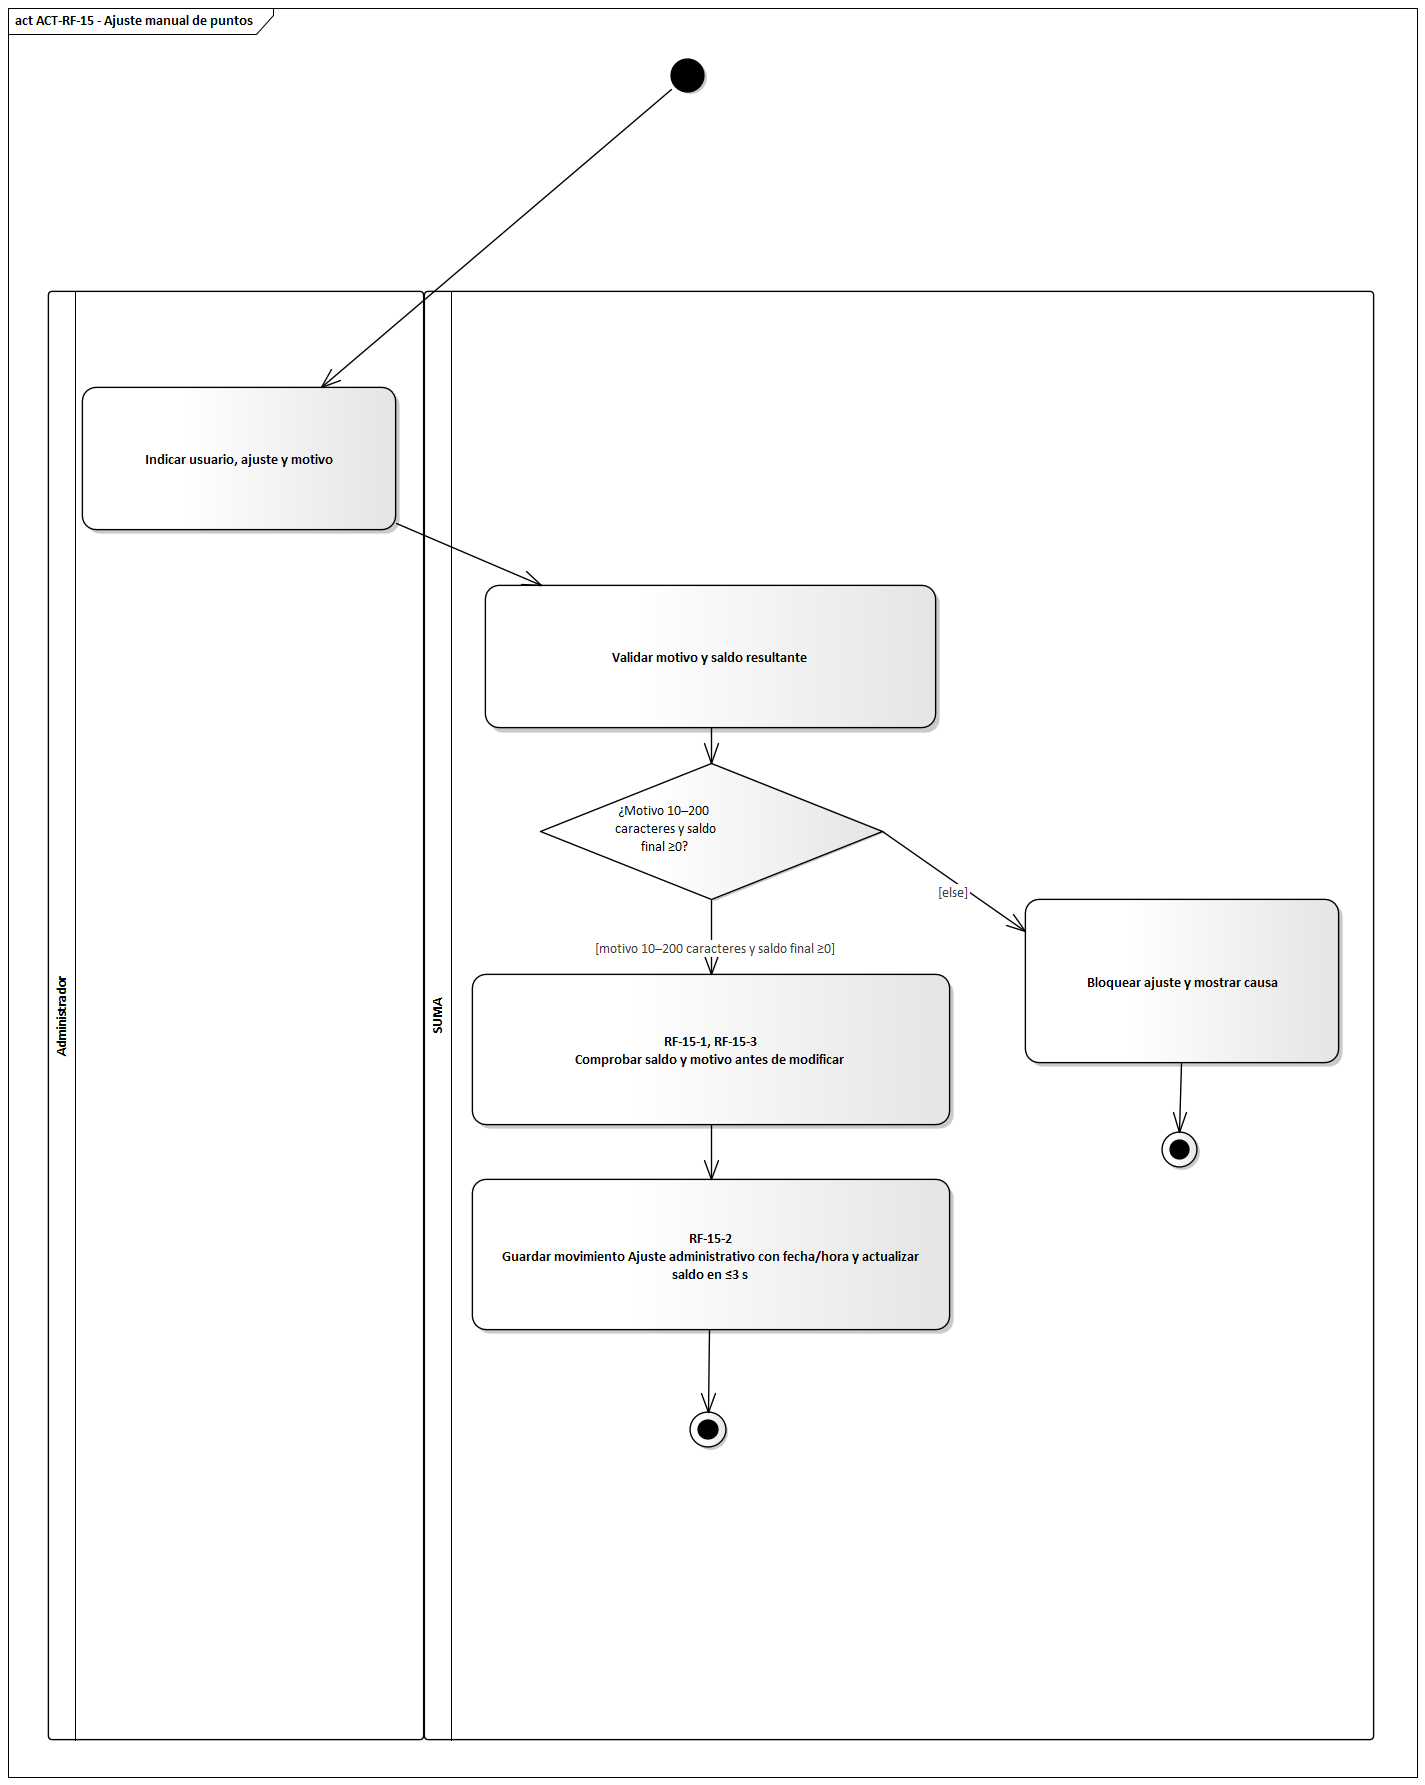 act ACT-RF-15 - Ajuste manual de puntos
Indicar usuario, ajuste y motivo
Validar motivo y saldo resultante
¿Motivo 10–200
caracteres y saldo
final ≥0?
[else]
[motivo 10–200 caracteres y saldo final ≥0]
Bloquear ajuste y mostrar causa
Administrador
SUMA
RF-15-1, RF-15-3
Comprobar saldo y motivo antes de modificar
RF-15-2
Guardar movimiento Ajuste administrativo con fecha/hora y actualizar
saldo en ≤3 s